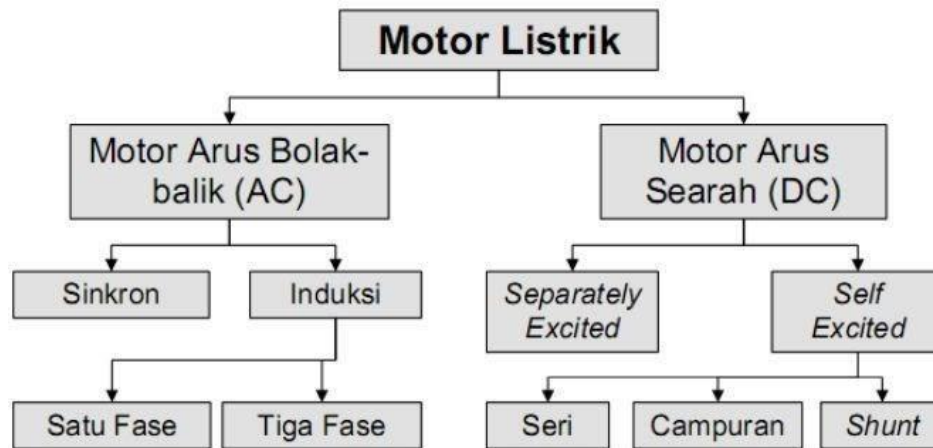 Motor Listrik
Motor Arus Bolak-
balik (AC)
Motor Arus
Searah (DC)
Sinkron
Induksi
Separately
Excited
Self
Excited
Satu Fase
Tiga Fase
Seri
Campuran
Shunt